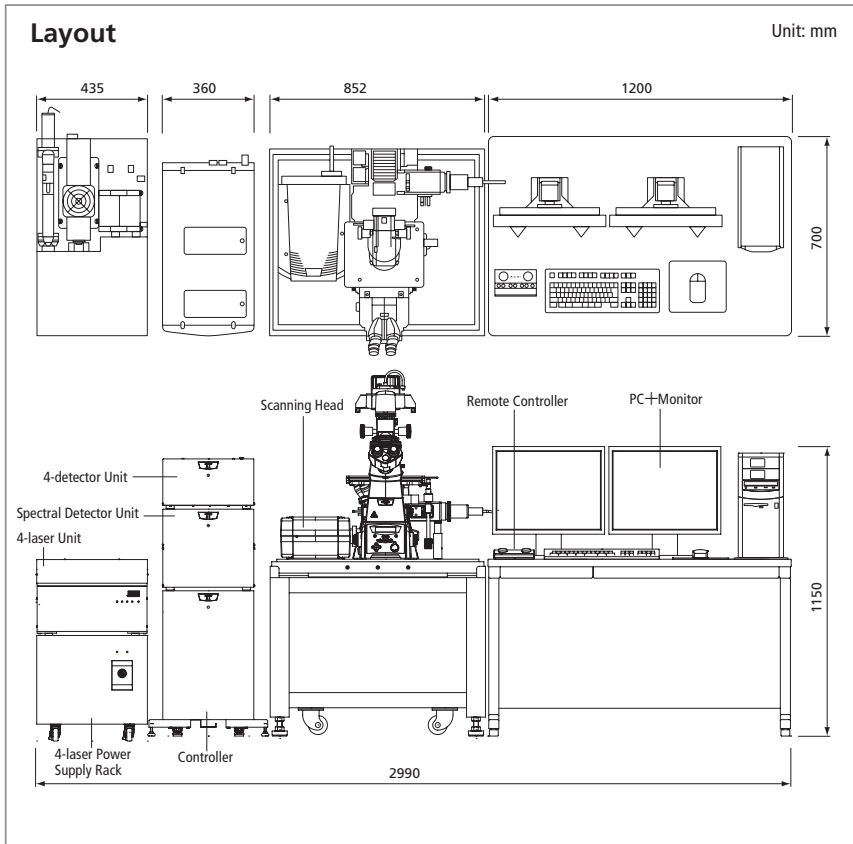 Layout
Unit: mm
435
360
852
1200
700
Scanning Head
Remote Controller
PC+Monitor
4-detector Unit
Spectral Detector Unit
4-laser Unit
1150
4-laser Power
Supply Rack
Controller
2990